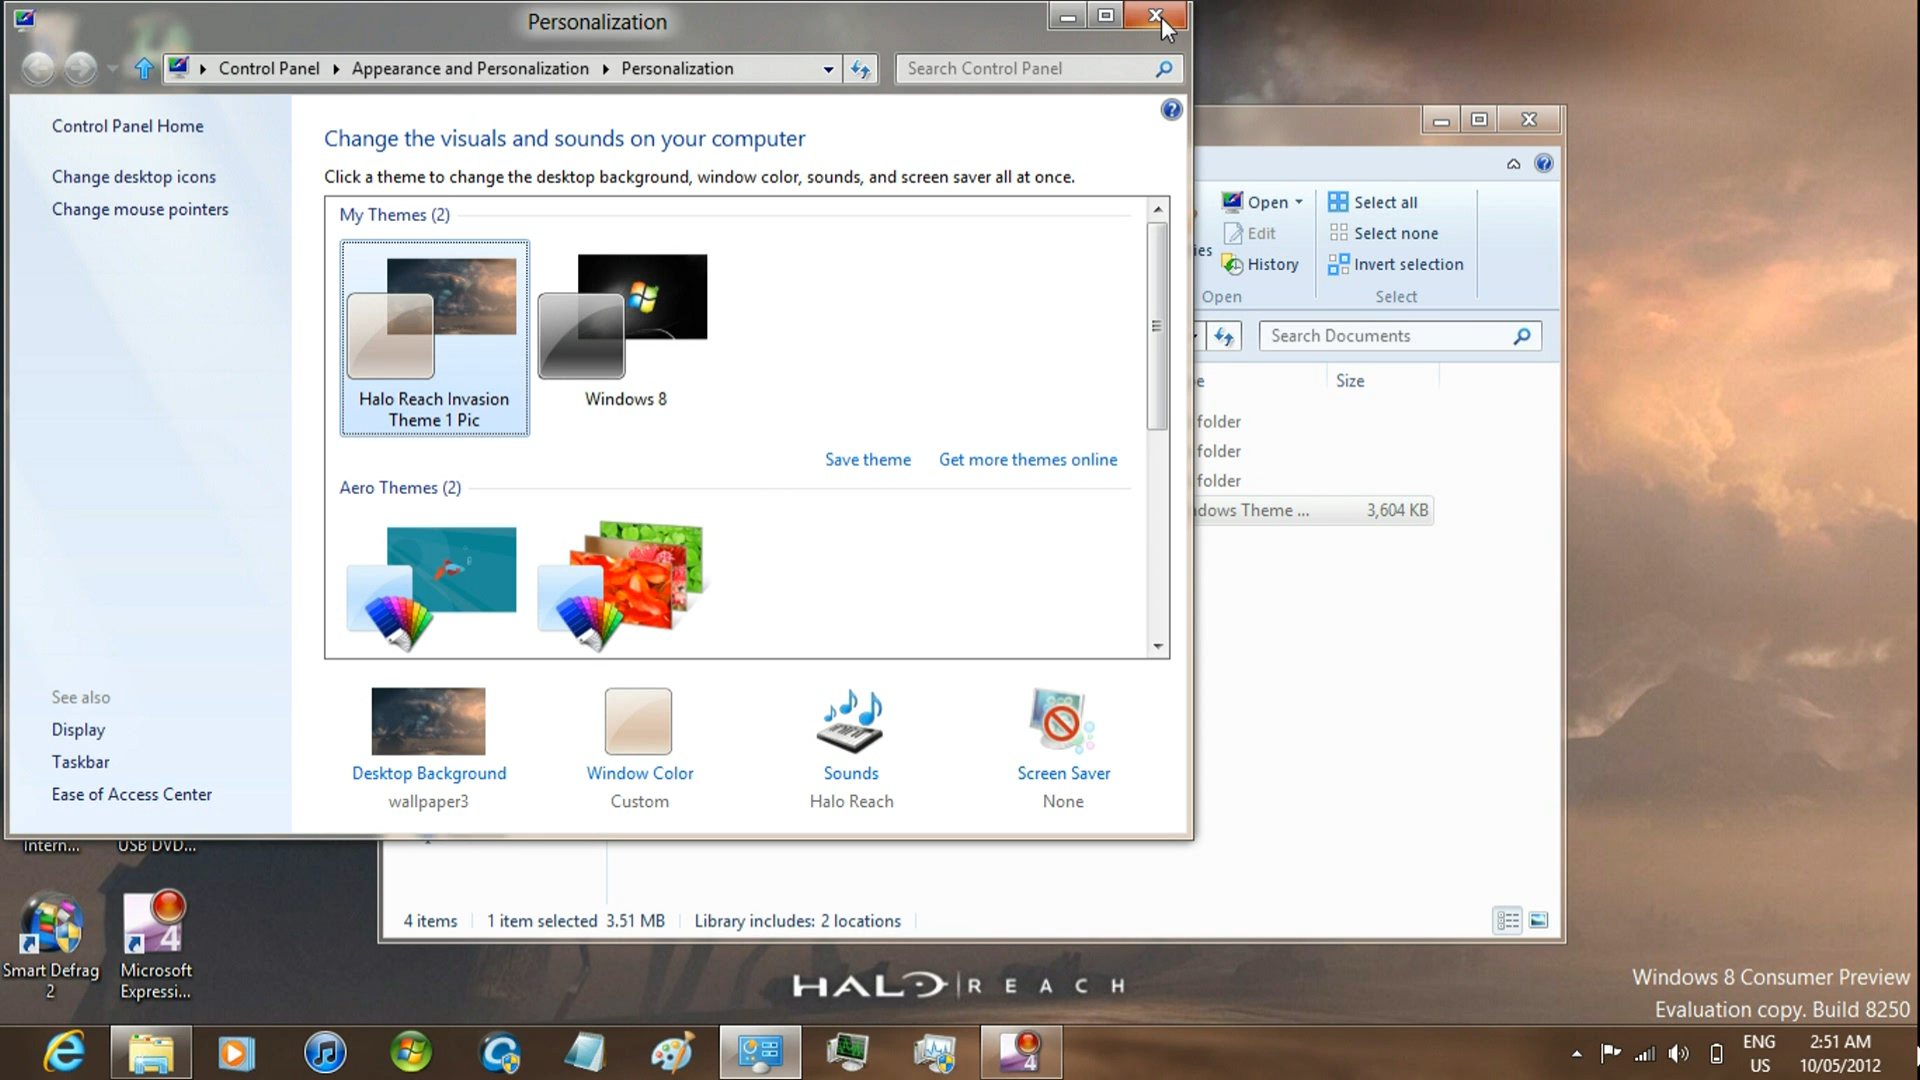 Personalization
Control Panel
Appearance and Personalization
Personalization
Search Control Panel
Control Panel Home
Change desktop icons
Change mouse pointers
See also
Display
Taskbar
Ease of Access Center
Change the visuals and sounds on your computer
Click a theme to change the desktop background, window color, sounds, and screen saver all at once.
My Themes (2)
Halo Reach Invasion
Theme 1 Pic
Windows 8
Save theme
Get more themes online
Aero Themes (2)
Desktop Background
wallpaper3
Window Color
Custom
Sounds
Halo Reach
Screen Saver
None
Open
Edit
History
Open
Select all
Select none
Invert selection
Select
Search Documents
Size
folder
folder
folder
Theme ...
3,604 KB
4 items
1 item selected 3.51 MB
Library includes: 2 locations
Intern...
USB DVD...
Smart Defrag
2
4
Microsoft
Expressi...
HALO REACH
Windows 8 Consumer Preview
Evaluation copy. Build 8250
4
ENG
US
2:51 AM
10/05/2012